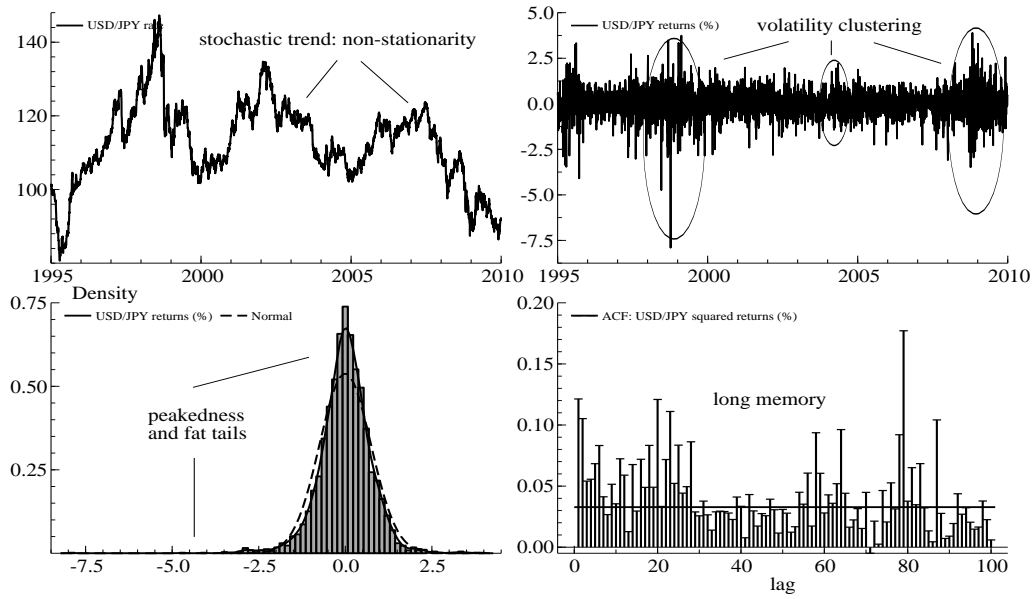 USD/JPY rate
stochastic trend: non-stationarity
140
120
100
1995 2000 2005 2010
USD/JPY returns (%)
volatility clustering
5.0
2.5
0.0
-2.5
-5.0
-7.5
1995 2000 2005 2010
Density
USD/JPY returns (%) Normal
0.75
0.50
0.25
peakedness
and fat tails
-7.5 -5.0 -2.5 0.0 2.5
ACF: USD/JPY squared returns (%)
long memory
0.20
0.15
0.10
0.05
0.00
0 20 40 60 80 100
lag